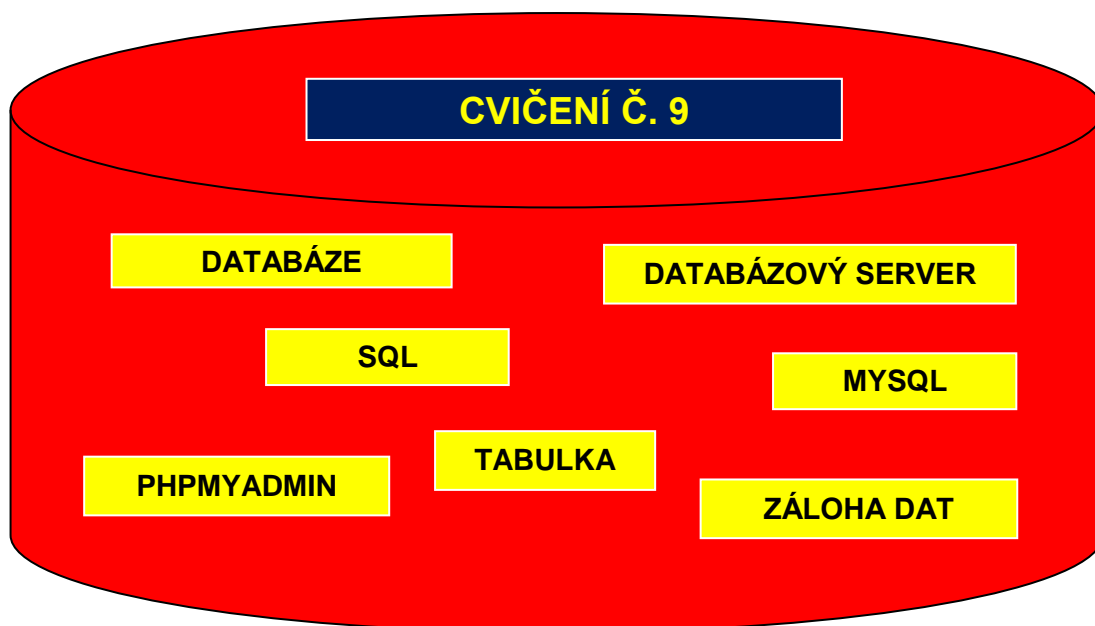 CVIČENÍ Č. 9
DATABÁZE
DATABÁZOVÝ SERVER
SQL
MYSQL
TABULKA
PHPMYADMIN
ZÁLOHA DAT